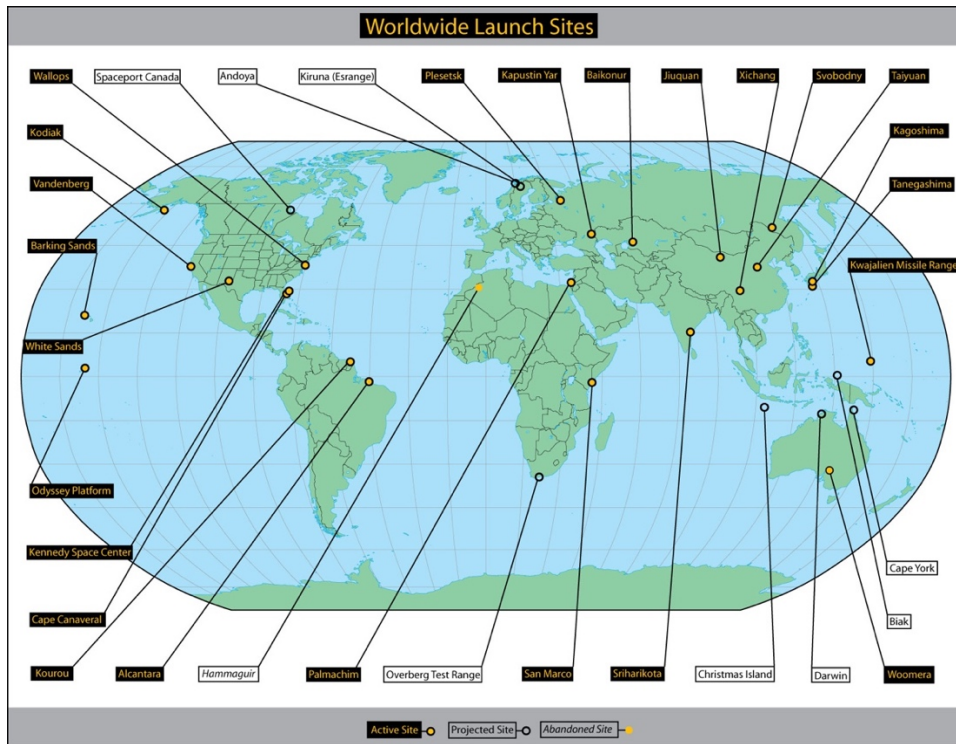 Worldwide Launch Sites
Wallops
Spaceport Canada
Andoya
Kiruna (Esrange)
Plesetsk
Kapustin Yar
Baikonur
Jiuquan
Xichang
Svobodny
Taiyuan
Kodiak
Kagoshima
Vandenberg
Tanegashima
Barking Sands
Kwajalien Missile Range
White Sands
Odyssey Platform
Kennedy Space Center
Cape York
Cape Canaveral
Biak
Kourou
Alcantara
Hammaguir
Palmachim
Overberg Test Range
San Marco
Sriharikota
Christmas Island
Darwin
Woomera
Active Site
Projected Site
Abandoned Site